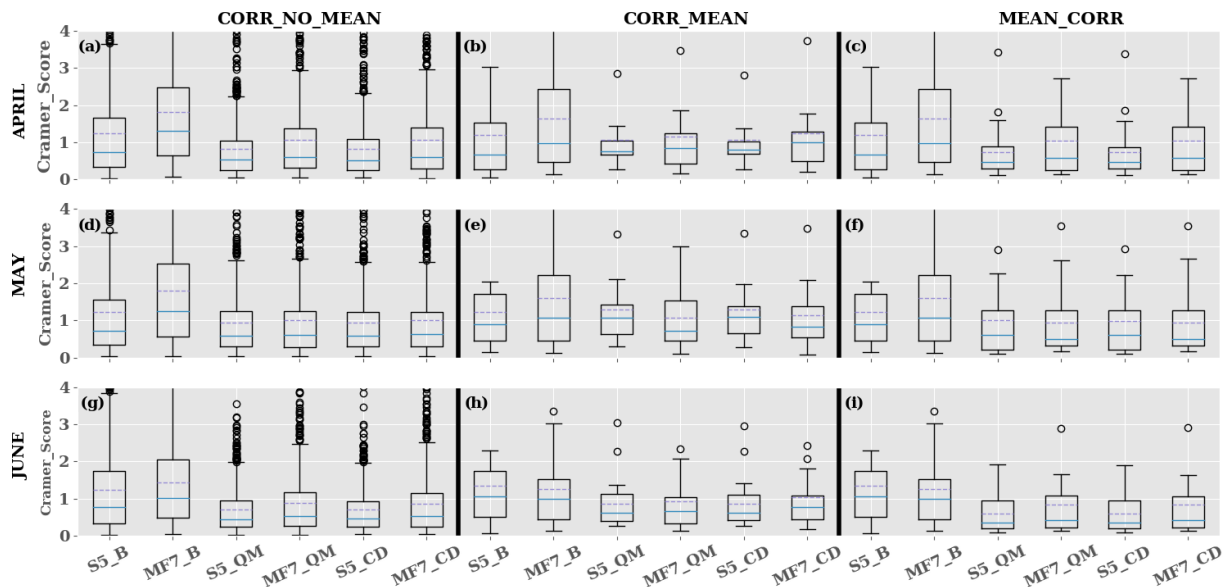 CORR_NO_MEAN CORR_MEAN MEAN_CORR
APRIL
Cramer_Score
4
3
2
1
0
(a) (b) (c)
MAY
Cramer_Score
4
3
2
1
0
(d) (e) (f)
JUNE
Cramer_Score
4
3
2
1
0
(g) (h) (i)
S5_B MF7_B S5_QM MF7_QM S5_CD MF7_CD S5_B MF7_B S5_QM MF7_QM S5_CD MF7_CD S5_B MF7_B S5_QM MF7_QM S5_CD MF7_CD